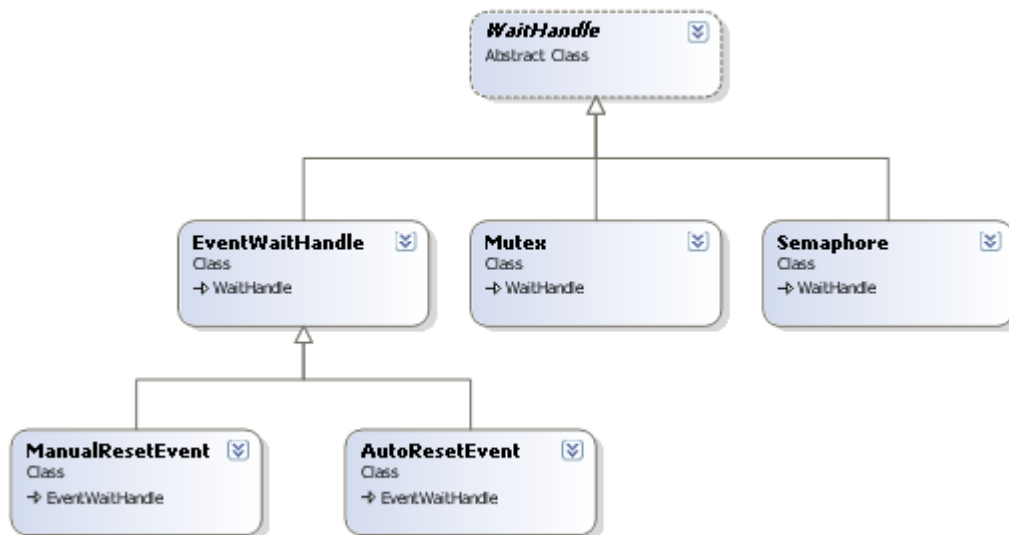 WaitHandle
Abstract Class
EventWaitHandle
Class
WaitHandle
Mutex
Class
WaitHandle
Semaphore
Class
WaitHandle
ManualResetEvent
Class
EventWaitHandle
AutoResetEvent
Class
EventWaitHandle